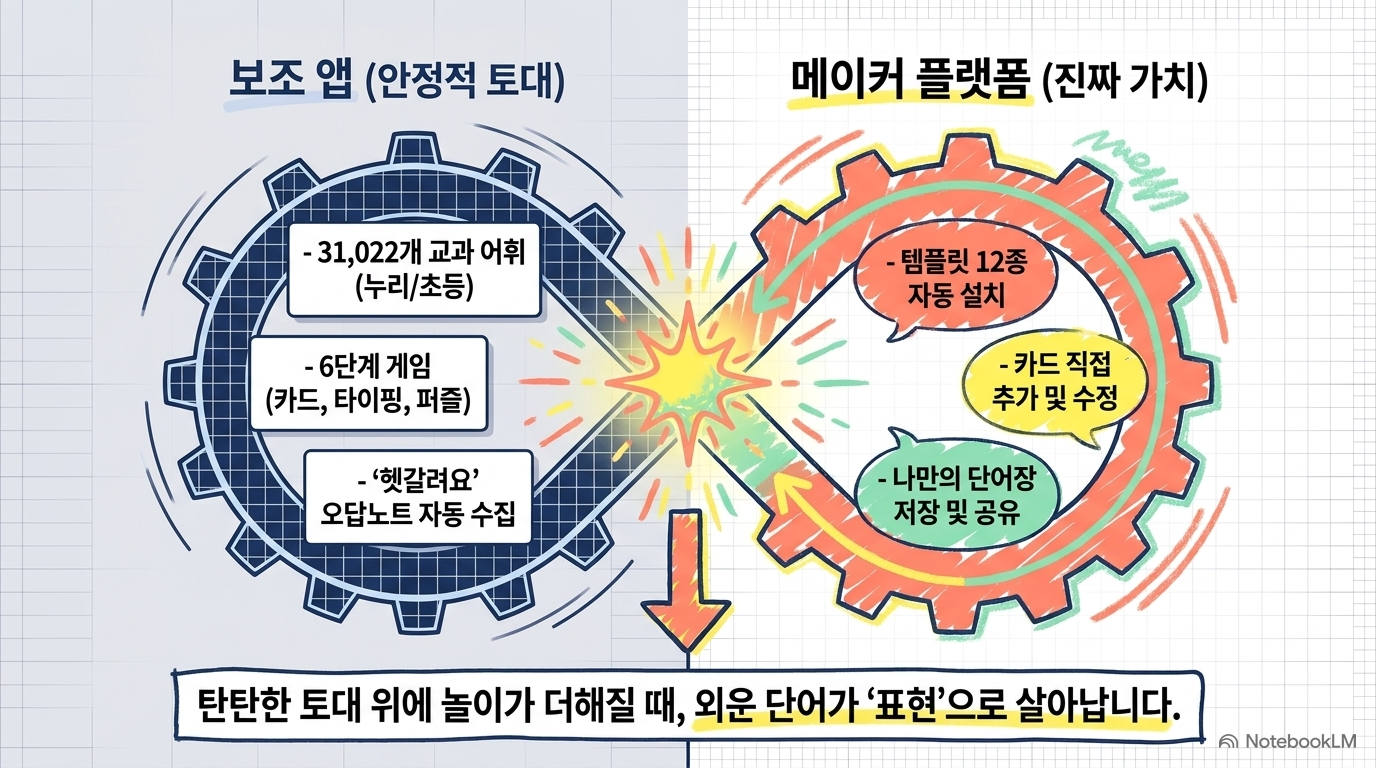 보조 앱 (안정적 토대)
- 31,022개 교과 어휘
(누리/초등)
- 6단계 게임
(카드, 타이핑, 퍼즐)
- ‘헷갈려요’
오답노트 자동 수집
메이커 플랫폼 (진짜 가치)
- 템플릿 12종
자동 설치
- 카드 직접
추가 및 수정
- 나만의 단어장
저장 및 공유
탄탄한 토대 위에 놀이가 더해질 때, 외운 단어가 ‘표현’으로 살아납니다.
NotebookLM